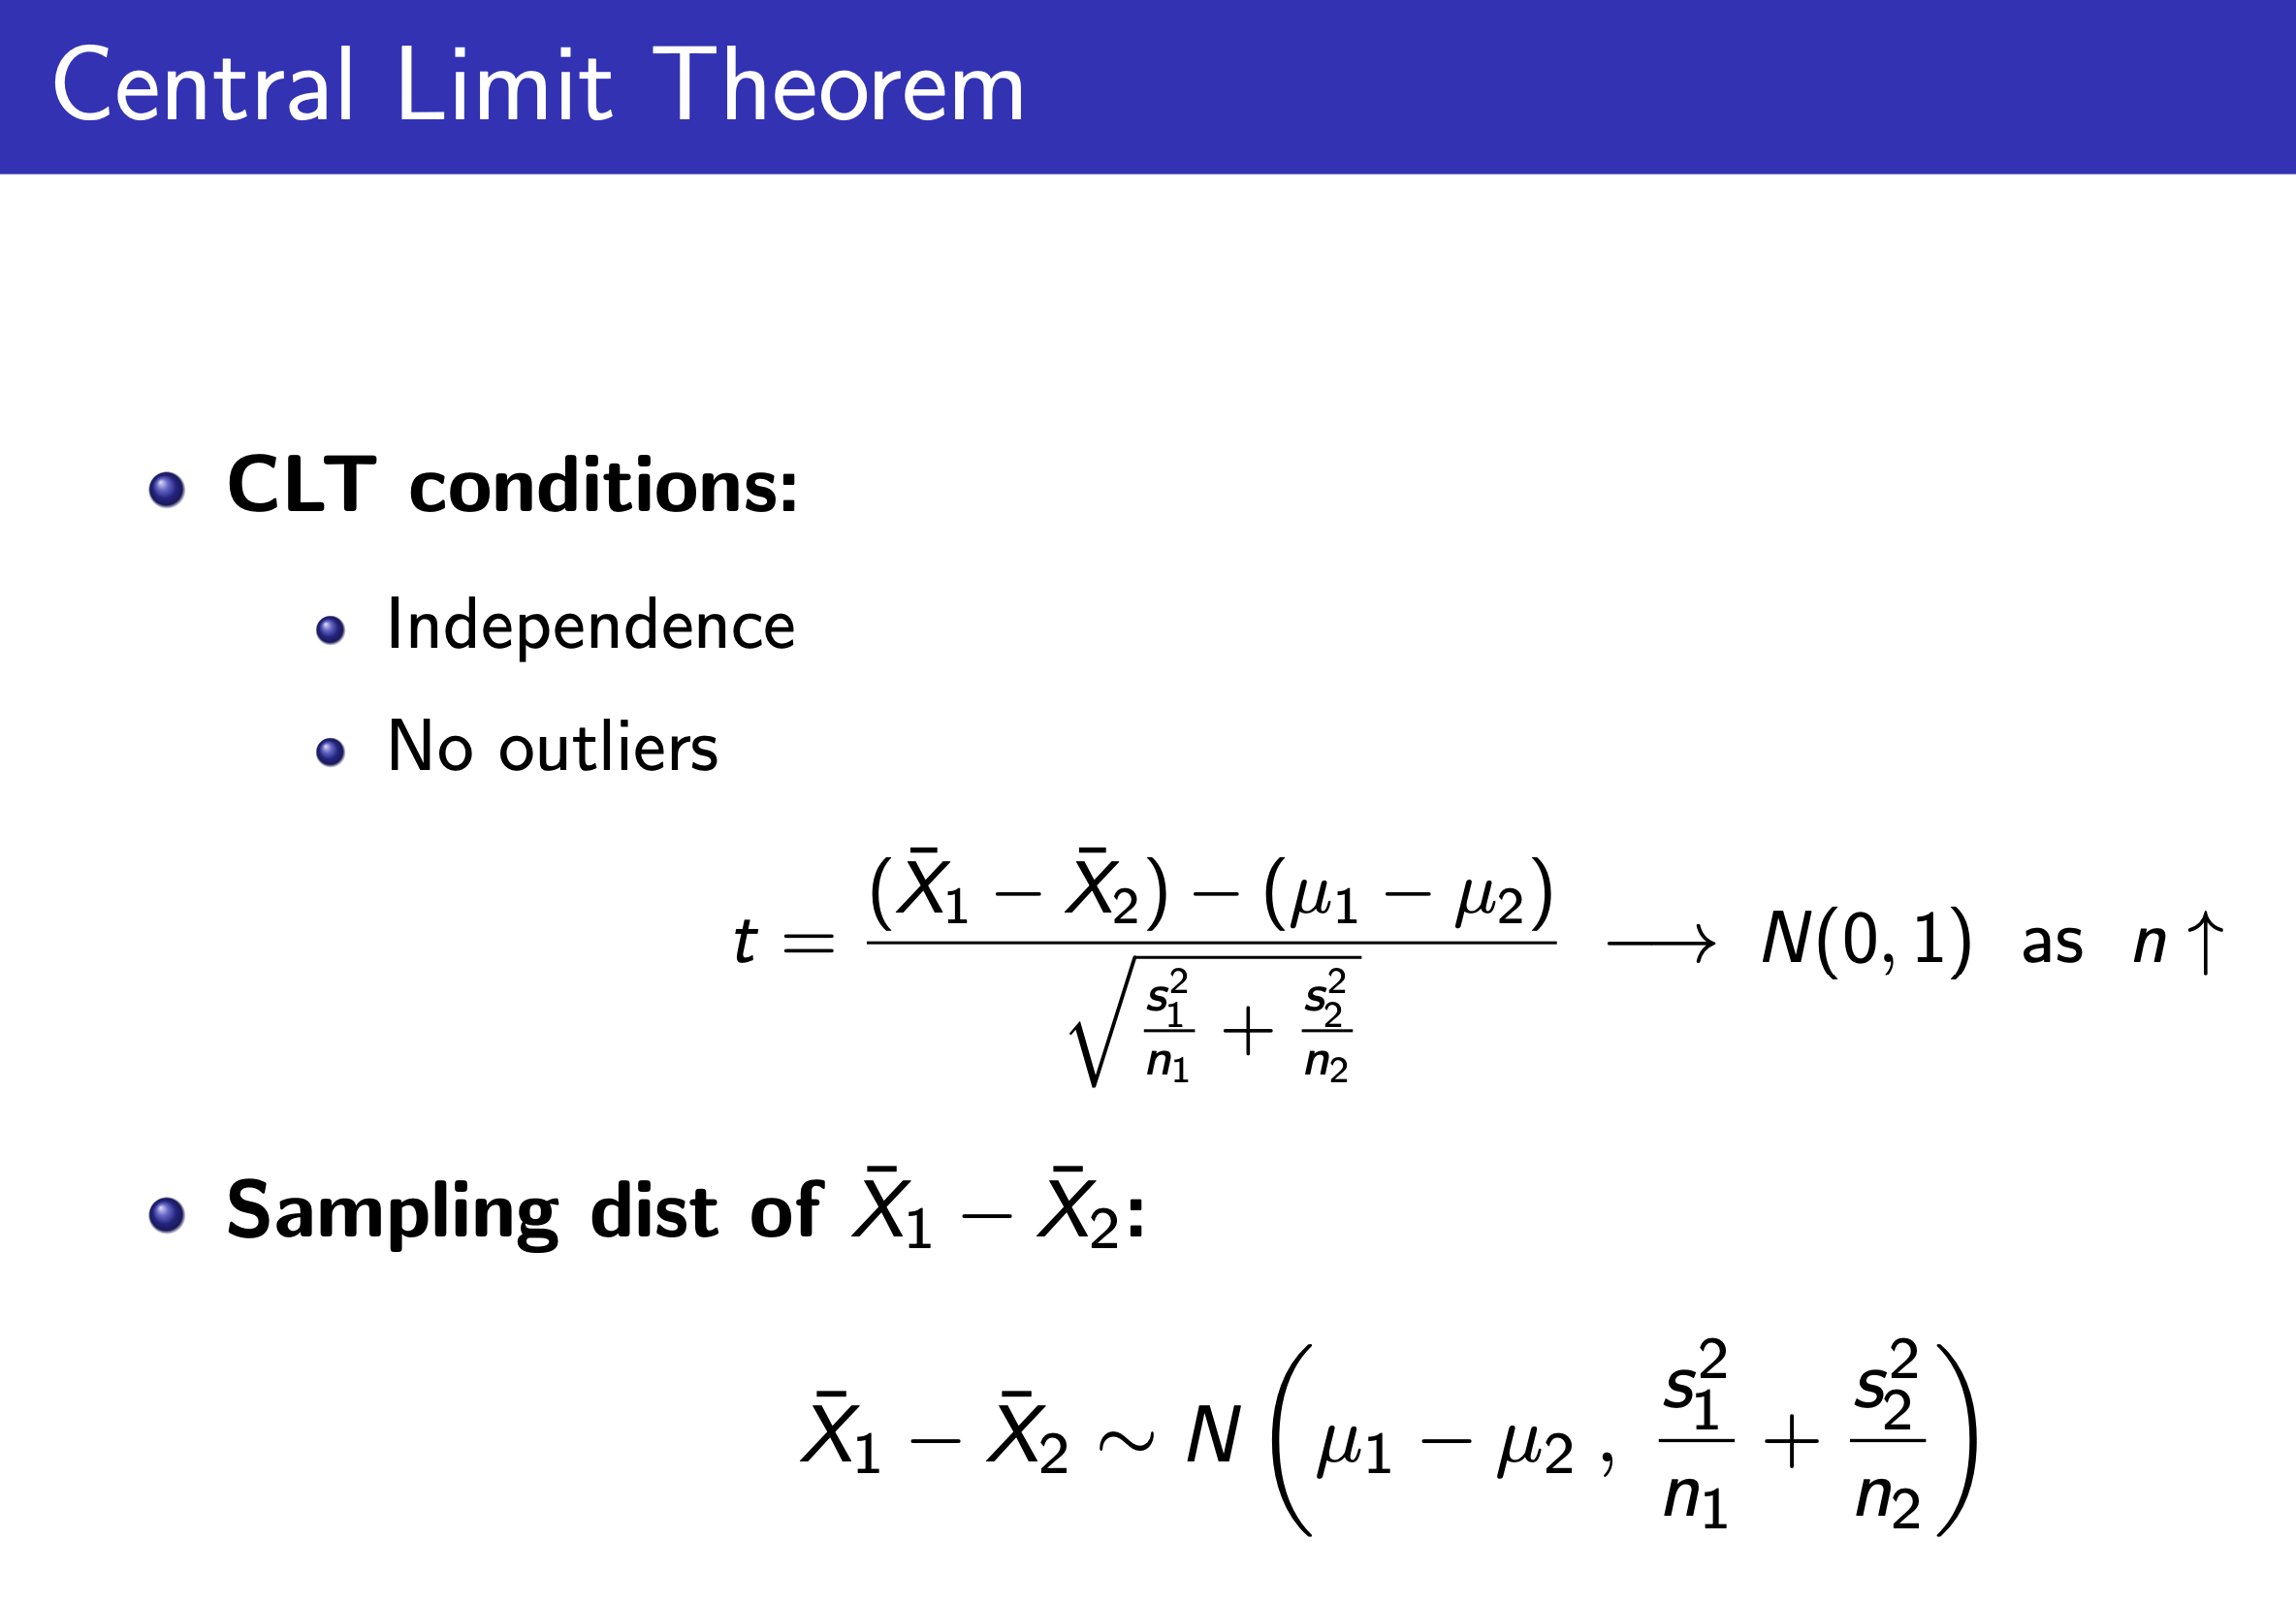 Central Limit Theorem
CLT conditions:
Independence
No outliers
t = \frac{(\bar{X}_1 - \bar{X}_2) - (\mu_1 - \mu_2)}{\sqrt{\frac{s_1^2}{n_1} + \frac{s_2^2}{n_2}}} \longrightarrow N(0, 1) as n ↑
Sampling dist of \bar{X}_1 - \bar{X}_2:
\bar{X}_1 - \bar{X}_2 \sim N\left(\mu_1 - \mu_2 , \frac{s_1^2}{n_1} + \frac{s_2^2}{n_2}\right)